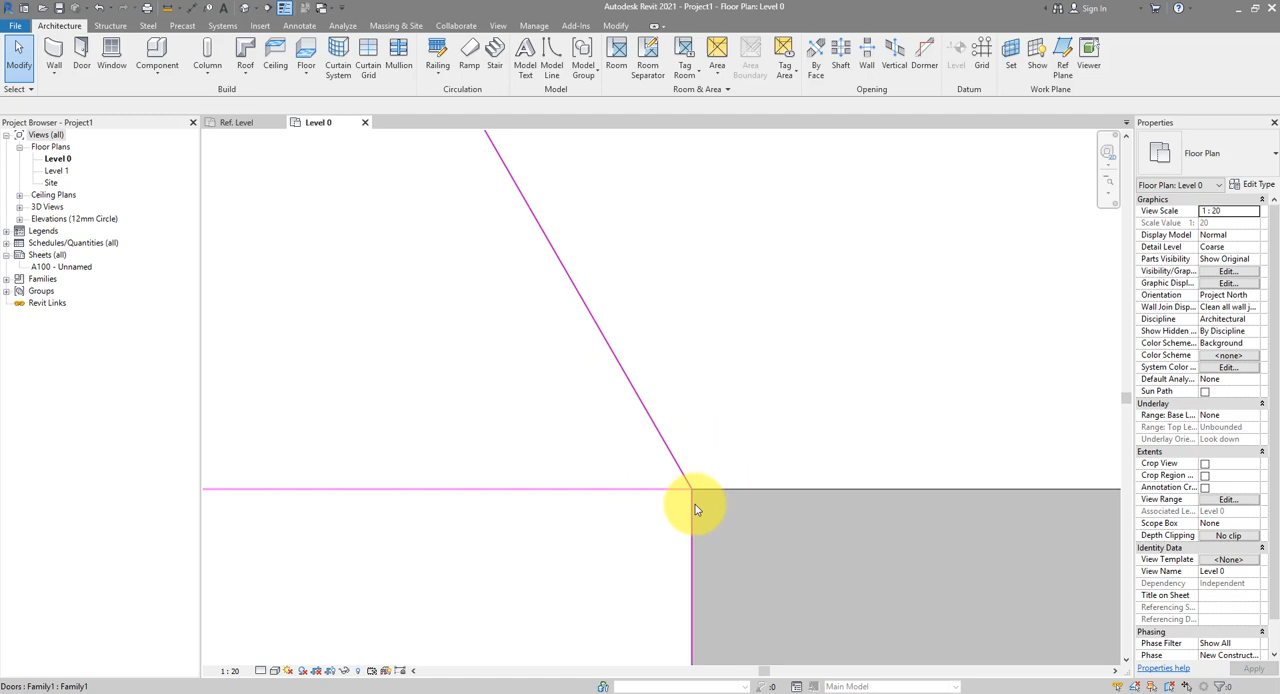 Autodesk Revit 2021 - Project1 - Floor Plan: Level 0
Sign In
File Architecture Structure Steel Precast Systems Insert Annotate Analyze Massing & Site Collaborate View Manage Add-Ins Modify
Modify Wall Door Window Component Column Roof Ceiling Floor Curtain System Curtain Grid Mullion Railing Ramp Stair Model Text Model Line Model Group Room Room Separator Tag Room Area Area Boundary Tag Area By Face Shaft Wall Vertical Dormer Level Grid Set Show Ref Plane Viewer
Select Build Circulation Model Room & Area Opening Datum Work Plane
Project Browser - Project1
Views (all)
Floor Plans
Level 0
Level 1
Site
Ceiling Plans
3D Views
Elevations (12mm Circle)
Legends
Schedules/Quantities (all)
Sheets (all)
A100 - Unnamed
Families
Groups
Revit Links
Ref. Level
Level 0
2D
Properties
Floor Plan
Floor Plan: Level 0 Edit Type
Graphics
View Scale 1 : 20
Scale Value 1: 20
Display Model Normal
Detail Level Coarse
Parts Visibility Show Original
Visibility/Grap... Edit...
Graphic Displ... Edit...
Orientation Project North
Wall Join Disp... Clean all wall j...
Discipline Architectural
Show Hidden ... By Discipline
Color Scheme... Background
Color Scheme <none>
System Color ... Edit...
Default Analy... None
Sun Path
Underlay
Range: Base L... None
Range: Top Le... Unbounded
Underlay Orie... Look down
Extents
Crop View
Crop Region ...
Annotation Cr...
View Range Edit...
Associated Le... Level 0
Scope Box None
Depth Clipping No clip
Identity Data
View Template <None>
View Name Level 0
Dependency Independent
Title on Sheet
Referencing S...
Referencing D...
Phasing
Phase Filter Show All
Phase New Construct...
Properties help Apply
1 : 20
Doors : Family1 : Family1
:0 Main Model :0